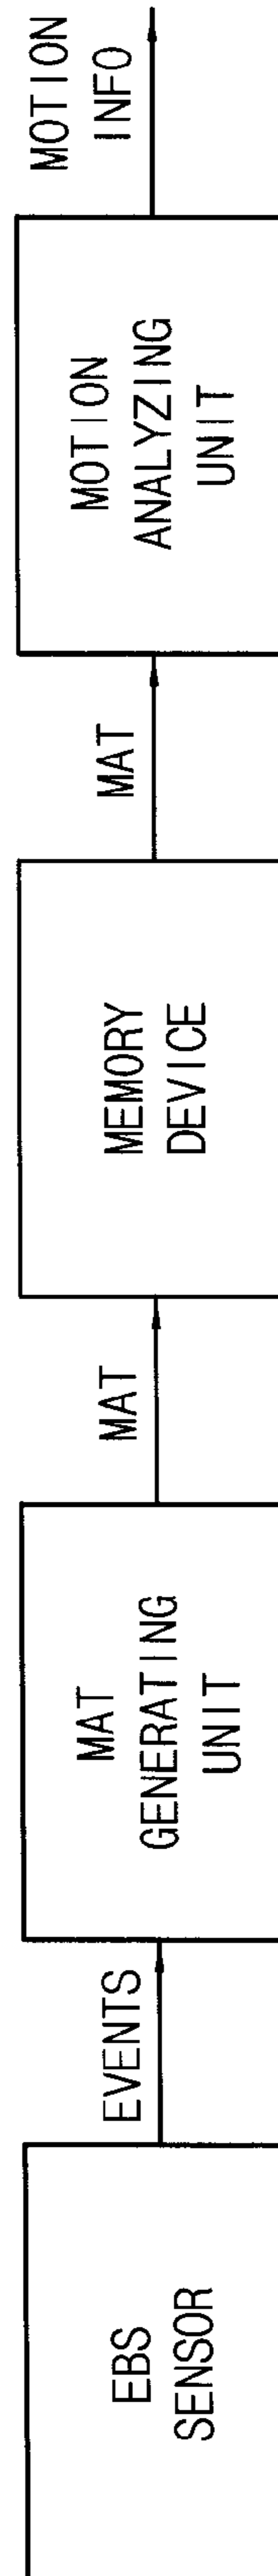 EBS
SENSOR
EVENTS
MAT
GENERATING
UNIT
MAT
MEMORY
DEVICE
MAT
MOTION
ANALYZING
UNIT
MOTION
INFO